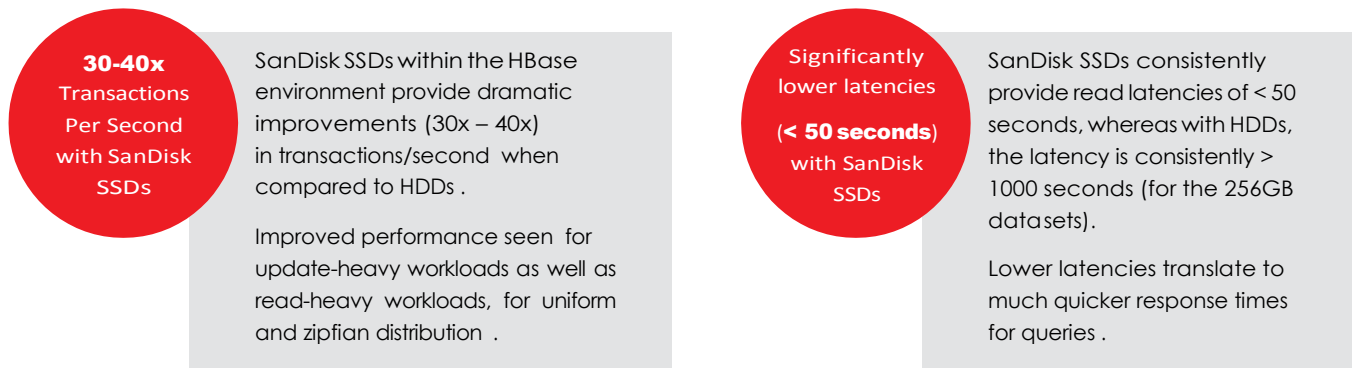 30-40x
Transactions
Per Second
with SanDisk
SSDs
SanDisk SSDs within the HBase
environment provide dramatic
improvements (30x – 40x)
in transactions/second when
compared to HDDs .
Improved performance seen for
update-heavy workloads as well as
read-heavy workloads, for uniform
and zipfian distribution .
Significantly
lower latencies
(< 50 seconds)
with SanDisk
SSDs
SanDisk SSDs consistently
provide read latencies of < 50
seconds, whereas with HDDs,
the latency is consistently >
1000 seconds (for the 256GB
datasets).
Lower latencies translate to
much quicker response times
for queries .